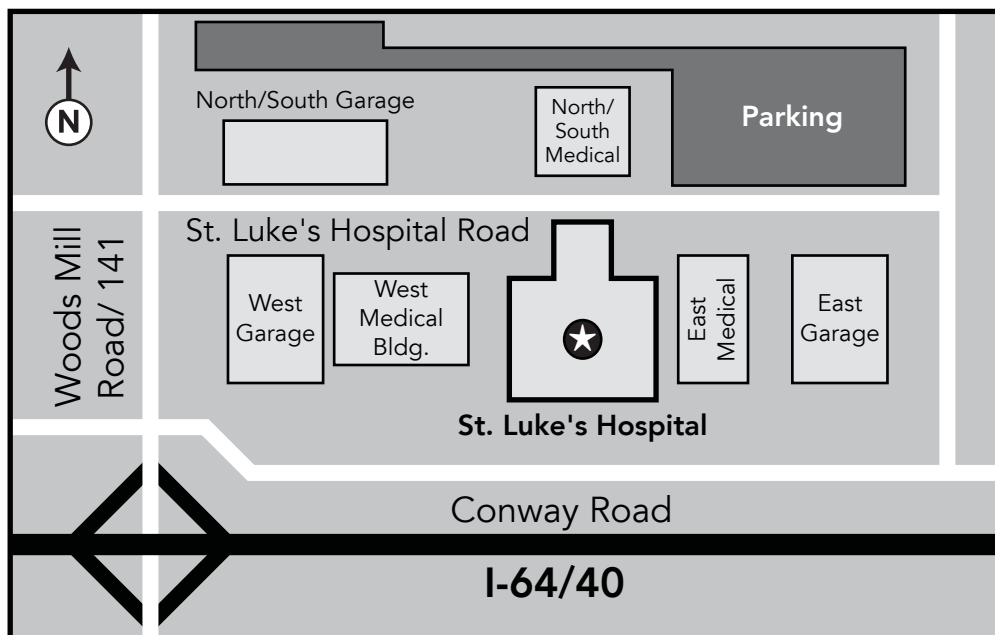 N
North/South Garage
North/
South
Medical
Parking
St. Luke's Hospital Road
Woods Mill
Road/ 141
West
Garage
West
Medical
Bldg.
East
Medical
East
Garage
St. Luke's Hospital
Conway Road
I-64/40